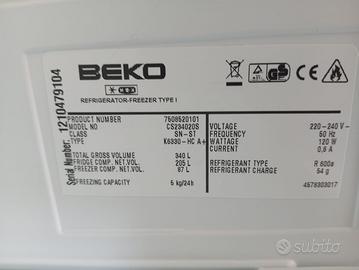 BEKO
REFRIGERATOR-FREEZER TYPE I
Serial Number: 1210479104
PRODUCT NUMBER 7508520101
MODEL CS234020S
CLASS SN-ST
TYPE K6330-HC A+
TOTAL GROSS VOLUME 340 L
FRIDGE COMP. NET VOL. 205 L
FREEZER COMP. NET VOL. 87 L
FREEZING CAPACITY 5 kg/24h
VOLTAGE 220-240 ~
FREQUENCY 50 Hz
WATTAGE 120 W
CURRENT 0,6 A
REFRIGERANT TYPE R 600a
REFRIGERANT CHARGE 54 g
4578303017
subito